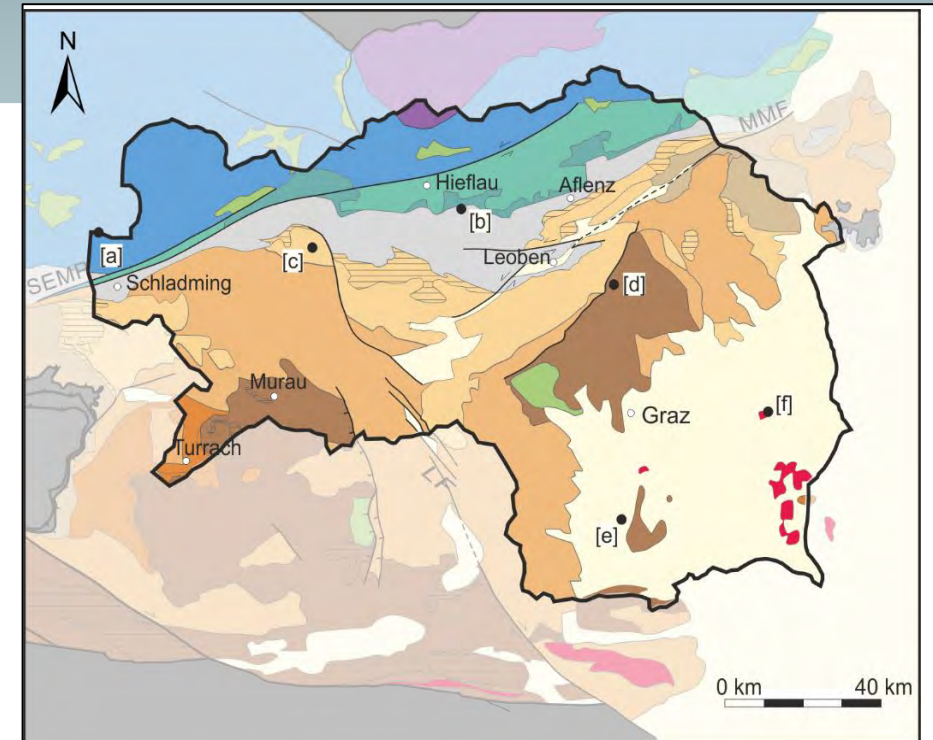 N
MMF
Hieflau
Aflenz
[b]
[a]
[c]
Leoben
SEMP
Schladming
[d]
Murau
Graz
[f]
Turrach
LF
[e]
0 km 40 km